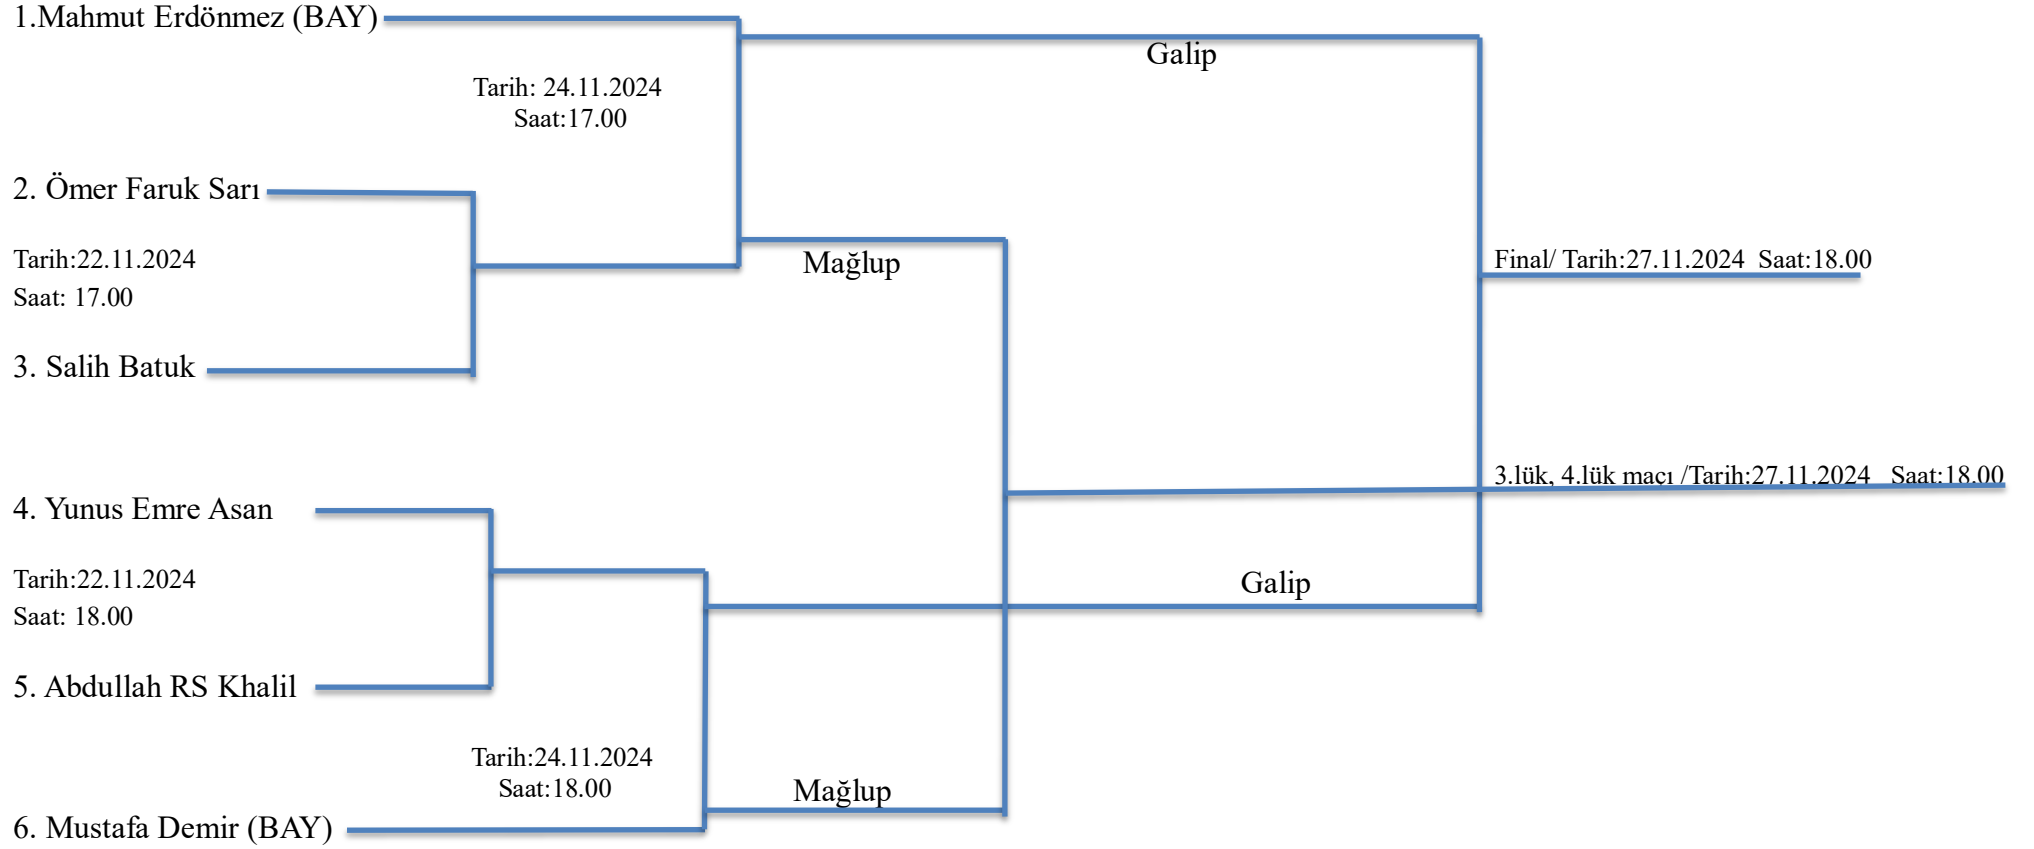 1.Mahmut Erdönmez (BAY)
Galip
Tarih: 24.11.2024
Saat:17.00
2. Ömer Faruk Sarı
Tarih:22.11.2024
Saat: 17.00
Mağlup
Final/ Tarih:27.11.2024 Saat:18.00
3. Salih Batuk
3.lük, 4.lük maçı /Tarih:27.11.2024 Saat:18.00
4. Yunus Emre Asan
Tarih:22.11.2024
Saat: 18.00
Galip
5. Abdullah RS Khalil
Tarih:24.11.2024
Saat:18.00
Mağlup
6. Mustafa Demir (BAY)